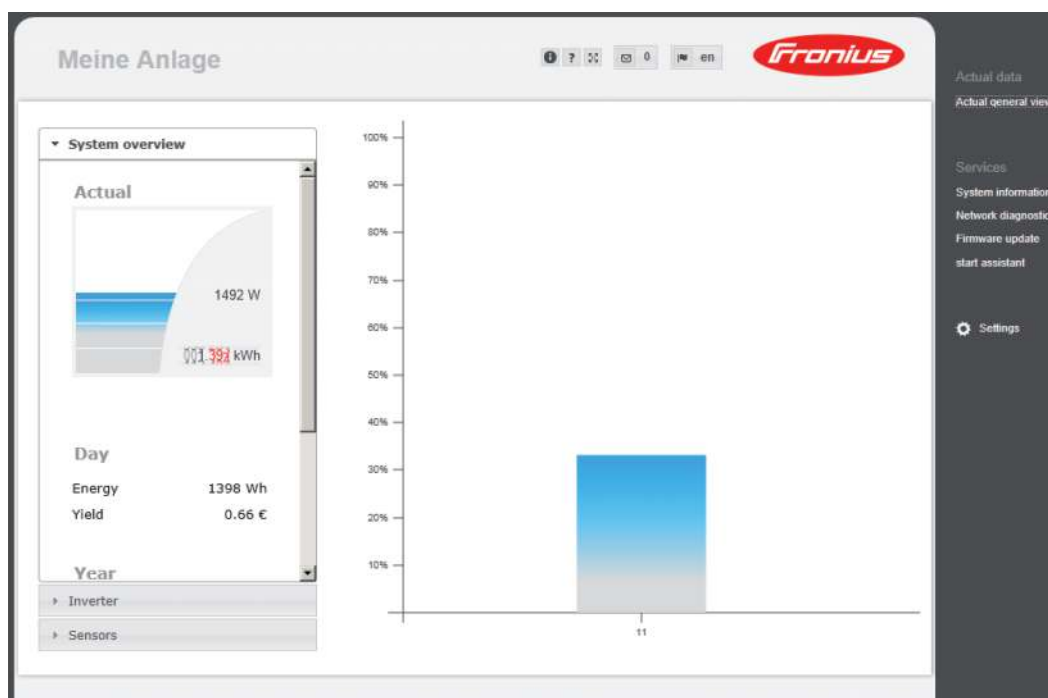 Meine Anlage
i ? 0 en
Fronius
System overview
Actual
1492 W
kWh
Day
Energy 1398 Wh
Yield 0.66 €
Year
Inverter
Sensors
100%
90%
80%
70%
60%
50%
40%
30%
20%
10%
11
Actual data
Actual general view
Services
System information
Network diagnostic
Firmware update
start assistant
Settings